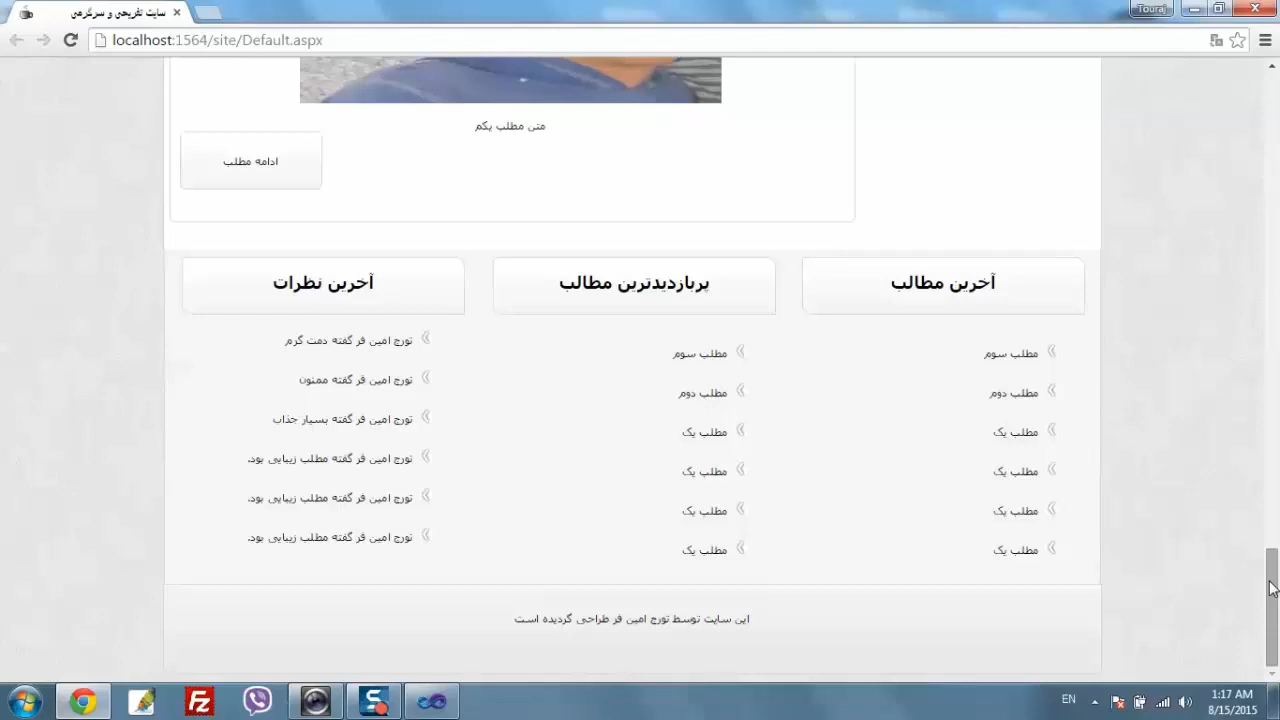 سایت تفریحی و سرگرمی
Touraj
localhost:1564/site/Default.aspx
متن مطلب یکم
ادامه مطلب
آخرین مطالب
مطلب سوم
مطلب دوم
مطلب یک
مطلب یک
مطلب یک
مطلب یک
پربازدیدترین مطالب
مطلب سوم
مطلب دوم
مطلب یک
مطلب یک
مطلب یک
مطلب یک
آخرین نظرات
تورج امین فر گفته دمت گرم
تورج امین فر گفته ممنون
تورج امین فر گفته بسیار جذاب
تورج امین فر گفته مطلب زیبایی بود.
تورج امین فر گفته مطلب زیبایی بود.
تورج امین فر گفته مطلب زیبایی بود.
این سایت توسط تورج امین فر طراحی گردیده است
Fz
S
EN
1:17 AM
8/15/2015